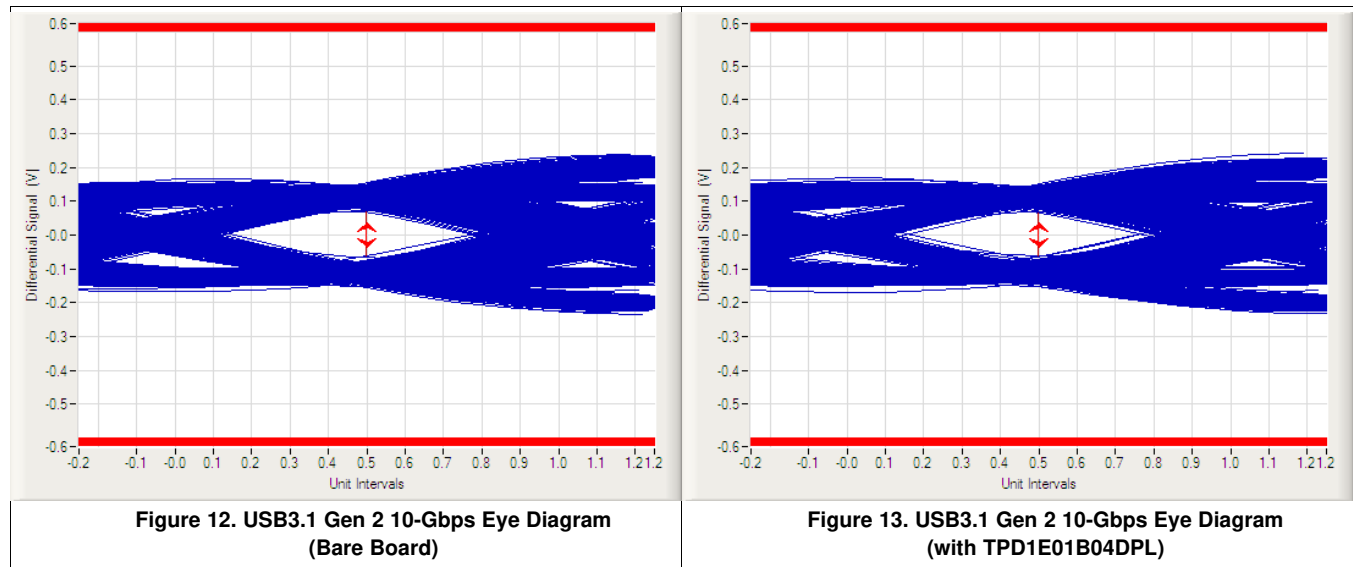 0.6
0.5
0.4
0.3
0.2
0.1
-0.0
-0.1
-0.2
-0.3
-0.4
-0.5
-0.6
Differential Signal (V)
-0.2 -0.1 -0.0 0.1 0.2 0.3 0.4 0.5 0.6 0.7 0.8 0.9 1.0 1.1 1.21.2
Unit Intervals
Figure 12. USB3.1 Gen 2 10-Gbps Eye Diagram
(Bare Board)
0.6
0.5
0.4
0.3
0.2
0.1
-0.0
-0.1
-0.2
-0.3
-0.4
-0.5
-0.6
Differential Signal (V)
-0.2 -0.1 -0.0 0.1 0.2 0.3 0.4 0.5 0.6 0.7 0.8 0.9 1.0 1.1 1.21.2
Unit Intervals
Figure 13. USB3.1 Gen 2 10-Gbps Eye Diagram
(with TPD1E01B04DPL)